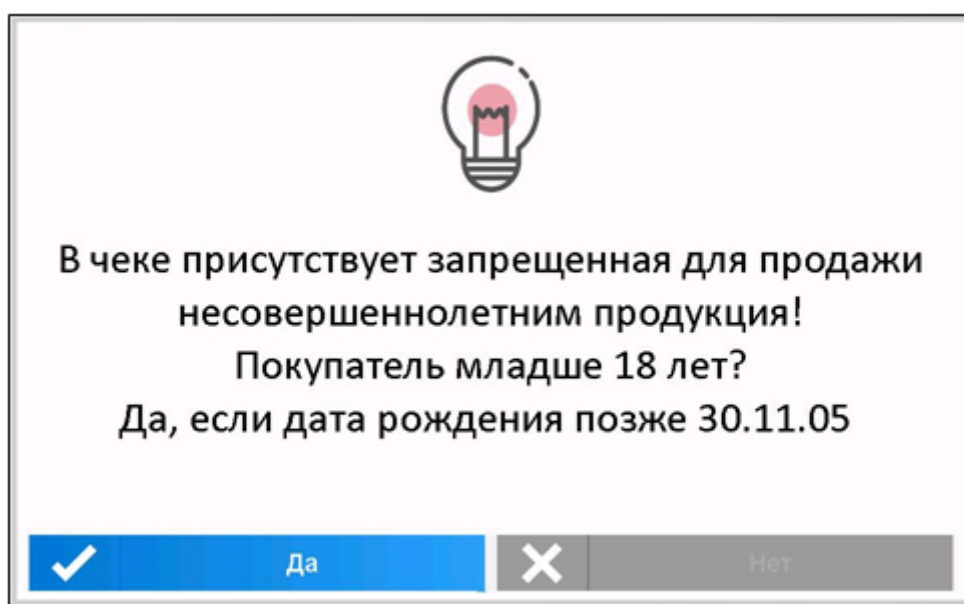 В чеке присутствует запрещенная для продажи
несовершеннолетним продукция!
Покупатель младше 18 лет?
Да, если дата рождения позже 30.11.05
Да
Нет